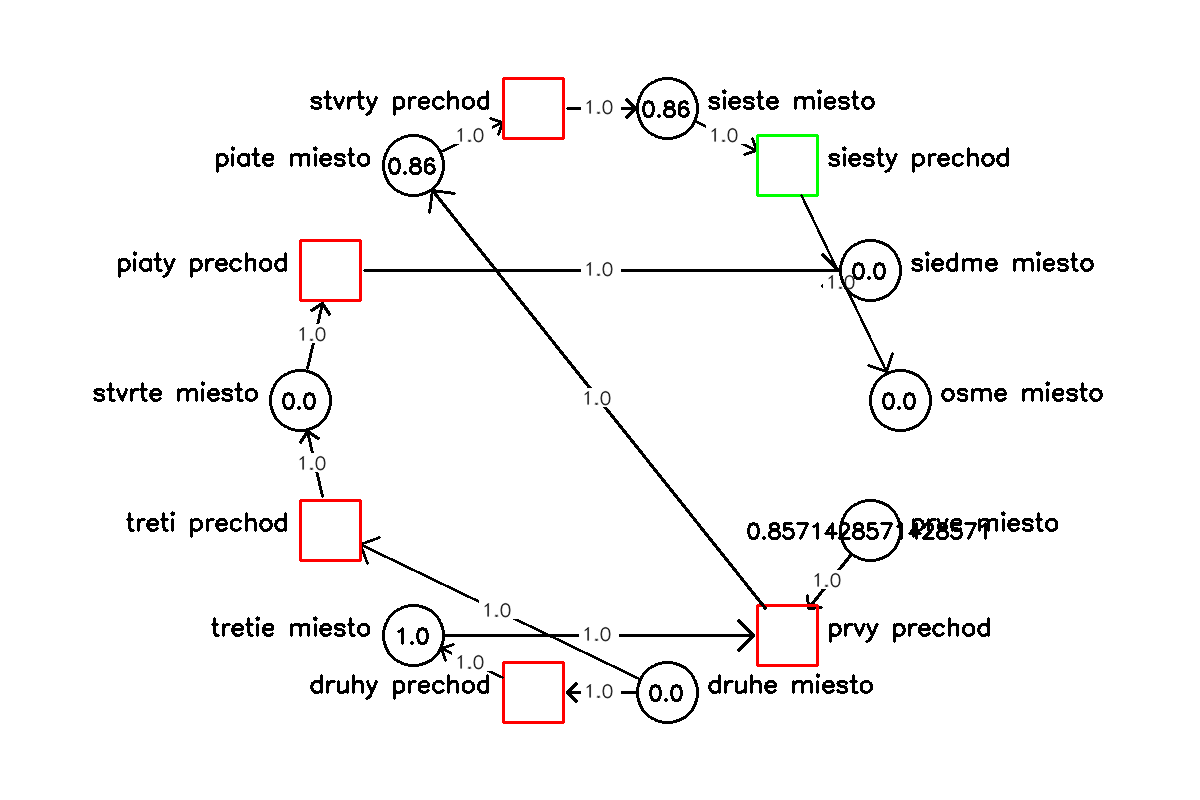 stvrty prechod
1.0
0.86
sieste miesto
1.0
1.0
piate miesto
0.86
siesty prechod
piaty prechod
1.0
0.0
siedme miesto
1.0
1.0
stvrte miesto
0.0
1.0
0.0
osme miesto
1.0
treti prechod
0.8571428571428571
prve miesto
1.0
1.0
tretie miesto
1.0
1.0
prvy prechod
1.0
druhy prechod
1.0
0.0
druhe miesto